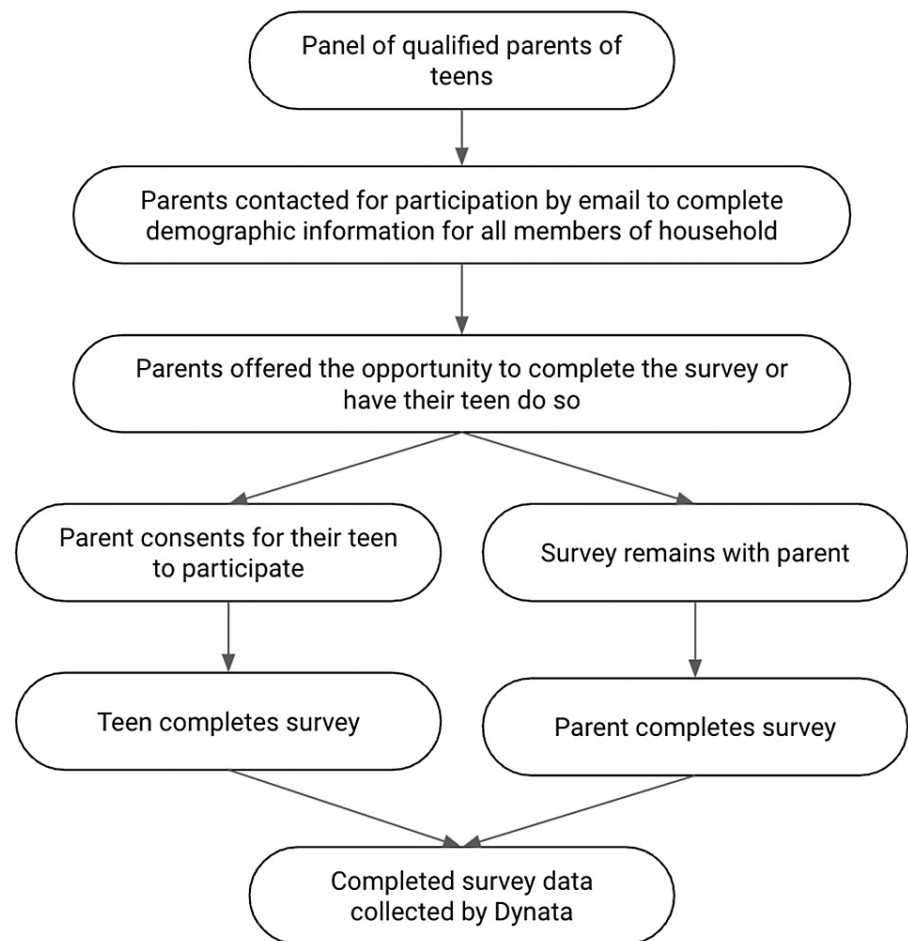 Panel of qualified parents of
teens
Parents contacted for participation by email to complete
demographic information for all members of household
Parents offered the opportunity to complete the survey or
have their teen do so
Parent consents for their teen
to participate
Survey remains with parent
Teen completes survey
Parent completes survey
Completed survey data
collected by Dynata